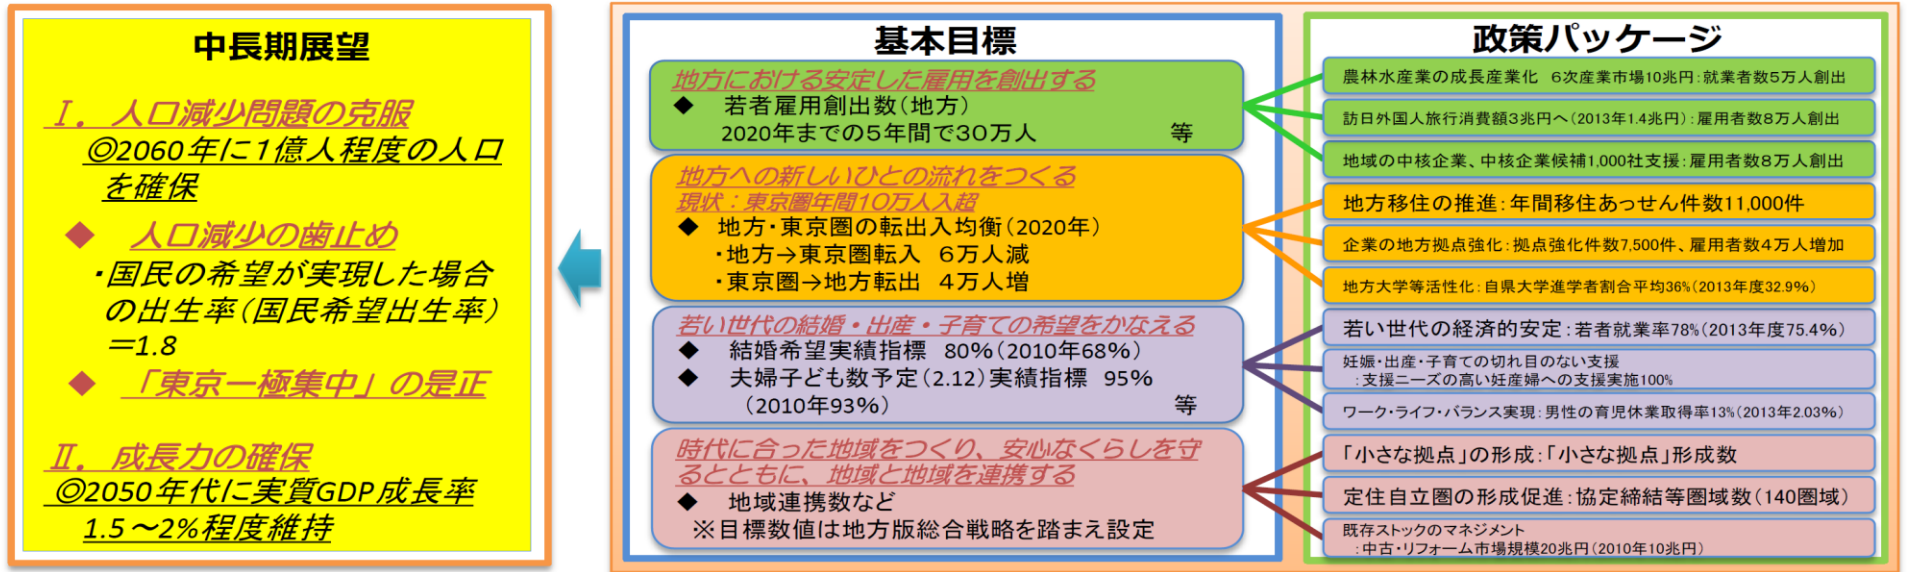 中長期展望
Ⅰ. 人口減少問題の克服
◎2060年に1億人程度の人口
を確保
◆ 人口減少の歯止め
・国民の希望が実現した場合
の出生率(国民希望出生率)
=1.8
◆ 「東京一極集中」の是正
Ⅱ. 成長力の確保
◎2050年代に実質GDP成長率
1.5～2%程度維持
基本目標
地方における安定した雇用を創出する
◆ 若者雇用創出数(地方)
2020年までの5年間で30万人 等
地方への新しいひとの流れをつくる
現状：東京圏年間10万人入超
◆ 地方・東京圏の転出入均衡(2020年)
・地方→東京圏転入 6万人減
・東京圏→地方転出 4万人増
若い世代の結婚・出産・子育ての希望をかなえる
◆ 結婚希望実績指標 80%(2010年68%)
◆ 夫婦子ども数予定(2.12)実績指標 95%
(2010年93%) 等
時代に合った地域をつくり、安心なくらしを守
るとともに、地域と地域を連携する
◆ 地域連携数など
※目標数値は地方版総合戦略を踏まえ設定
政策パッケージ
農林水産業の成長産業化 6次産業市場10兆円：就業者数5万人創出
訪日外国人旅行消費額3兆円へ(2013年1.4兆円)：雇用者数8万人創出
地域の中核企業、中核企業候補1,000社支援：雇用者数8万人創出
地方移住の推進：年間移住あっせん件数11,000件
企業の地方拠点強化：拠点強化件数7,500件、雇用者数4万人増加
地方大学等活性化：自県大学進学者割合平均36%(2013年度32.9%)
若い世代の経済的安定：若者就業率78%(2013年度75.4%)
妊娠・出産・子育ての切れ目のない支援
：支援ニーズの高い妊産婦への支援実施100%
ワーク・ライフ・バランス実現：男性の育児休業取得率13%(2013年2.03%)
「小さな拠点」の形成：「小さな拠点」形成数
定住自立圏の形成促進：協定締結等圏域数(140圏域)
既存ストックのマネジメント
：中古・リフォーム市場規模20兆円(2010年10兆円)